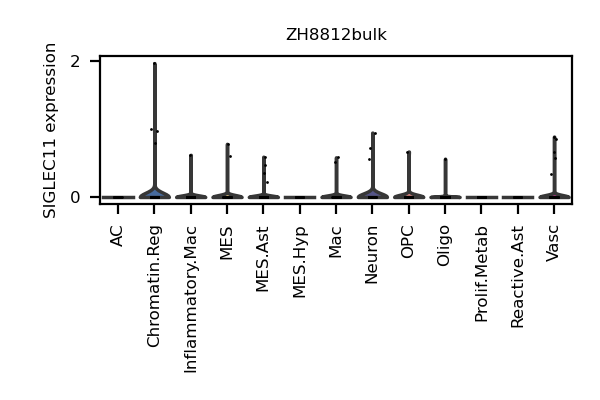 ZH8812bulk
SIGLEC11 expression
2
0
AC
Chromatin.Reg
Inflammatory.Mac
MES
MES.Ast
MES.Hyp
Mac
Neuron
OPC
Oligo
Prolif.Metab
Reactive.Ast
Vasc